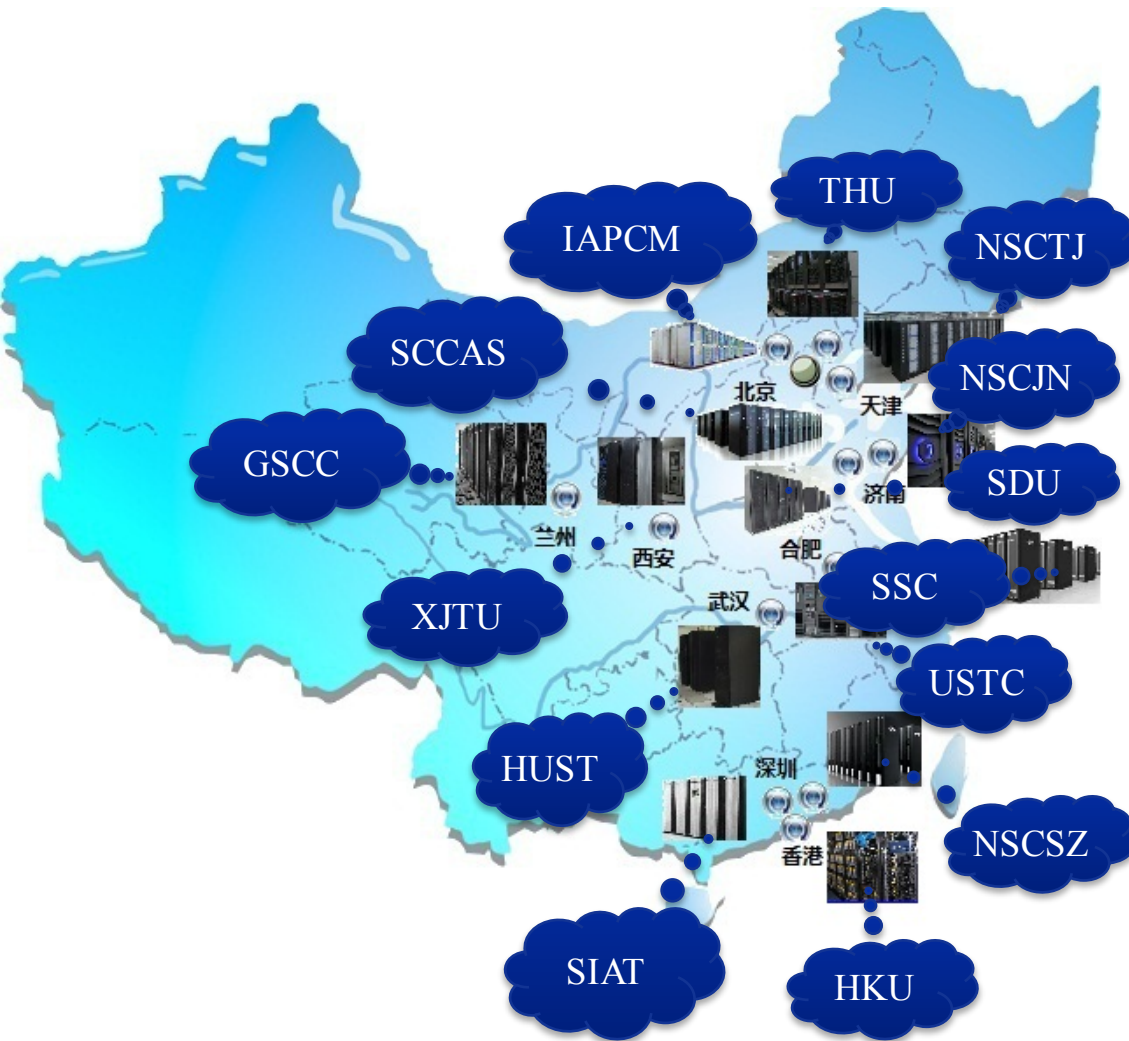 THU
IAPCM
NSCTJ
SCCAS
NSCJN
北京
天津
GSCC
SDU
济南
兰州
西安
合肥
SSC
XJTU
武汉
USTC
HUST
深圳
NSCSZ
香港
SIAT
HKU